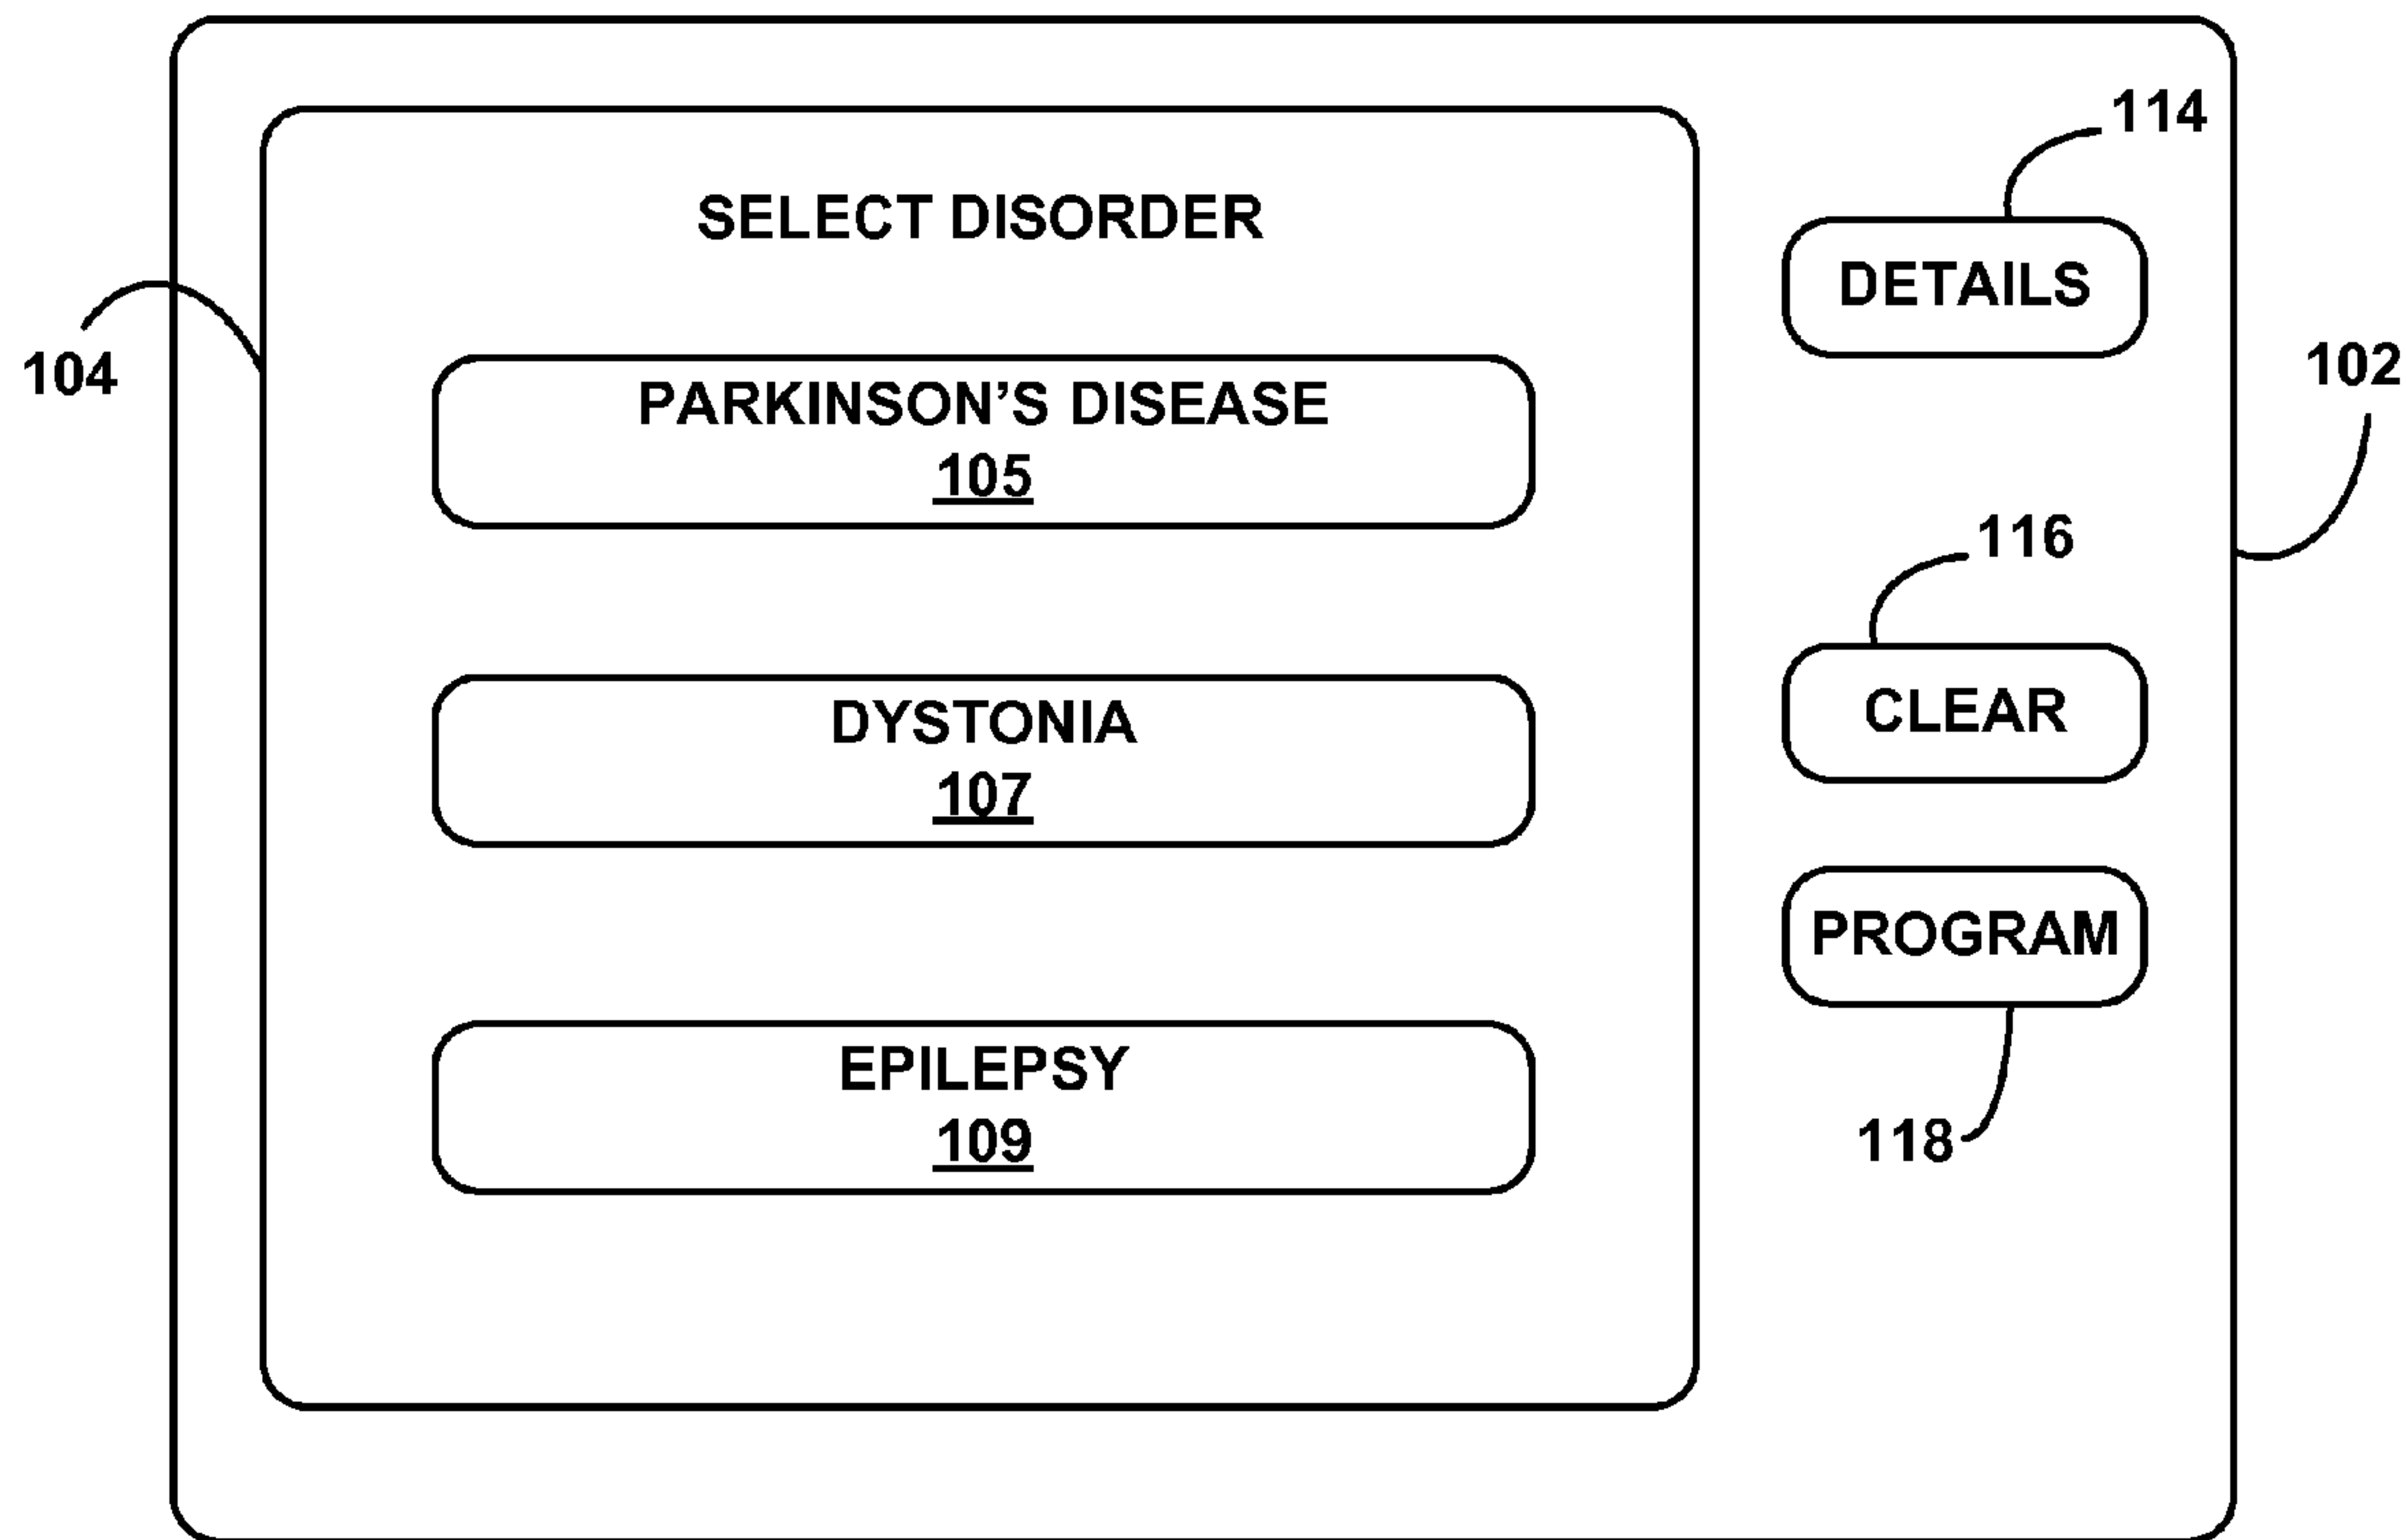 SELECT DISORDER
104
PARKINSON’S DISEASE
105
DYSTONIA
107
EPILEPSY
109
114
DETAILS
102
116
CLEAR
PROGRAM
118